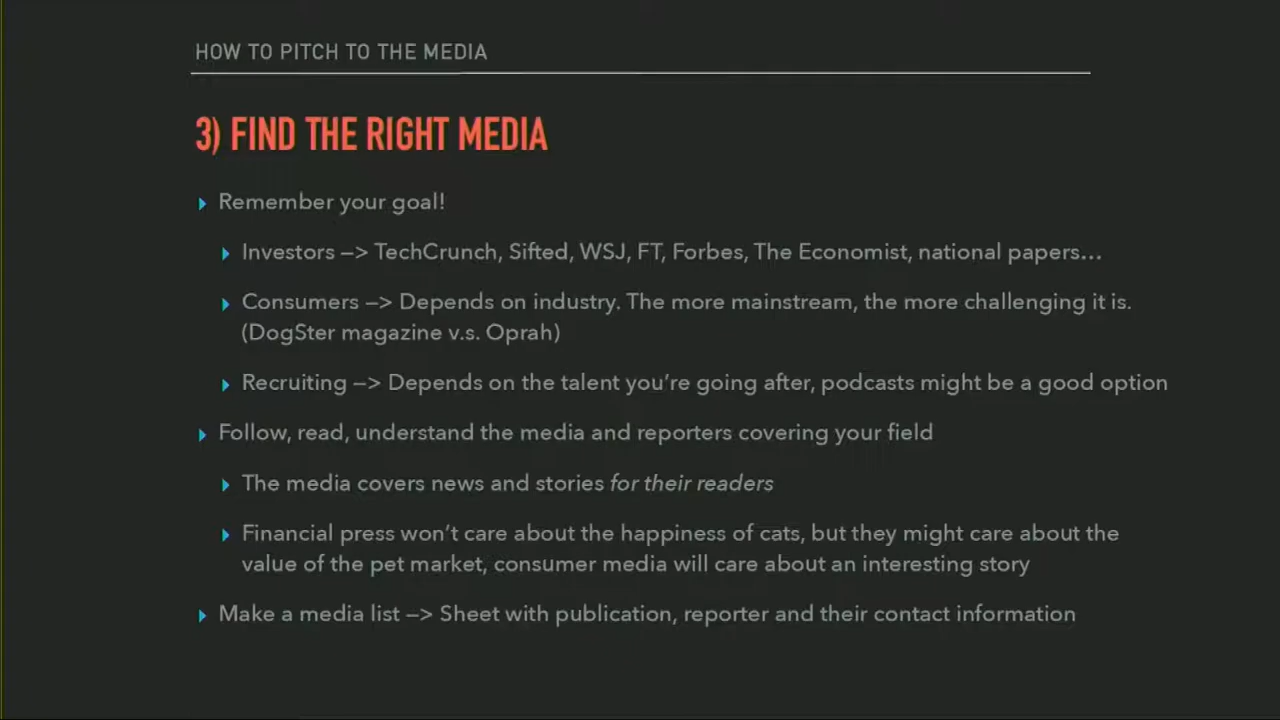 HOW TO PITCH TO THE MEDIA
3) FIND THE RIGHT MEDIA
Remember your goal!
Investors —> TechCrunch, Sifted, WSJ, FT, Forbes, The Economist, national papers…
Consumers —> Depends on industry. The more mainstream, the more challenging it is.
(DogSter magazine v.s. Oprah)
Recruiting —> Depends on the talent you’re going after, podcasts might be a good option
Follow, read, understand the media and reporters covering your field
The media covers news and stories for their readers
Financial press won’t care about the happiness of cats, but they might care about the
value of the pet market, consumer media will care about an interesting story
Make a media list —> Sheet with publication, reporter and their contact information